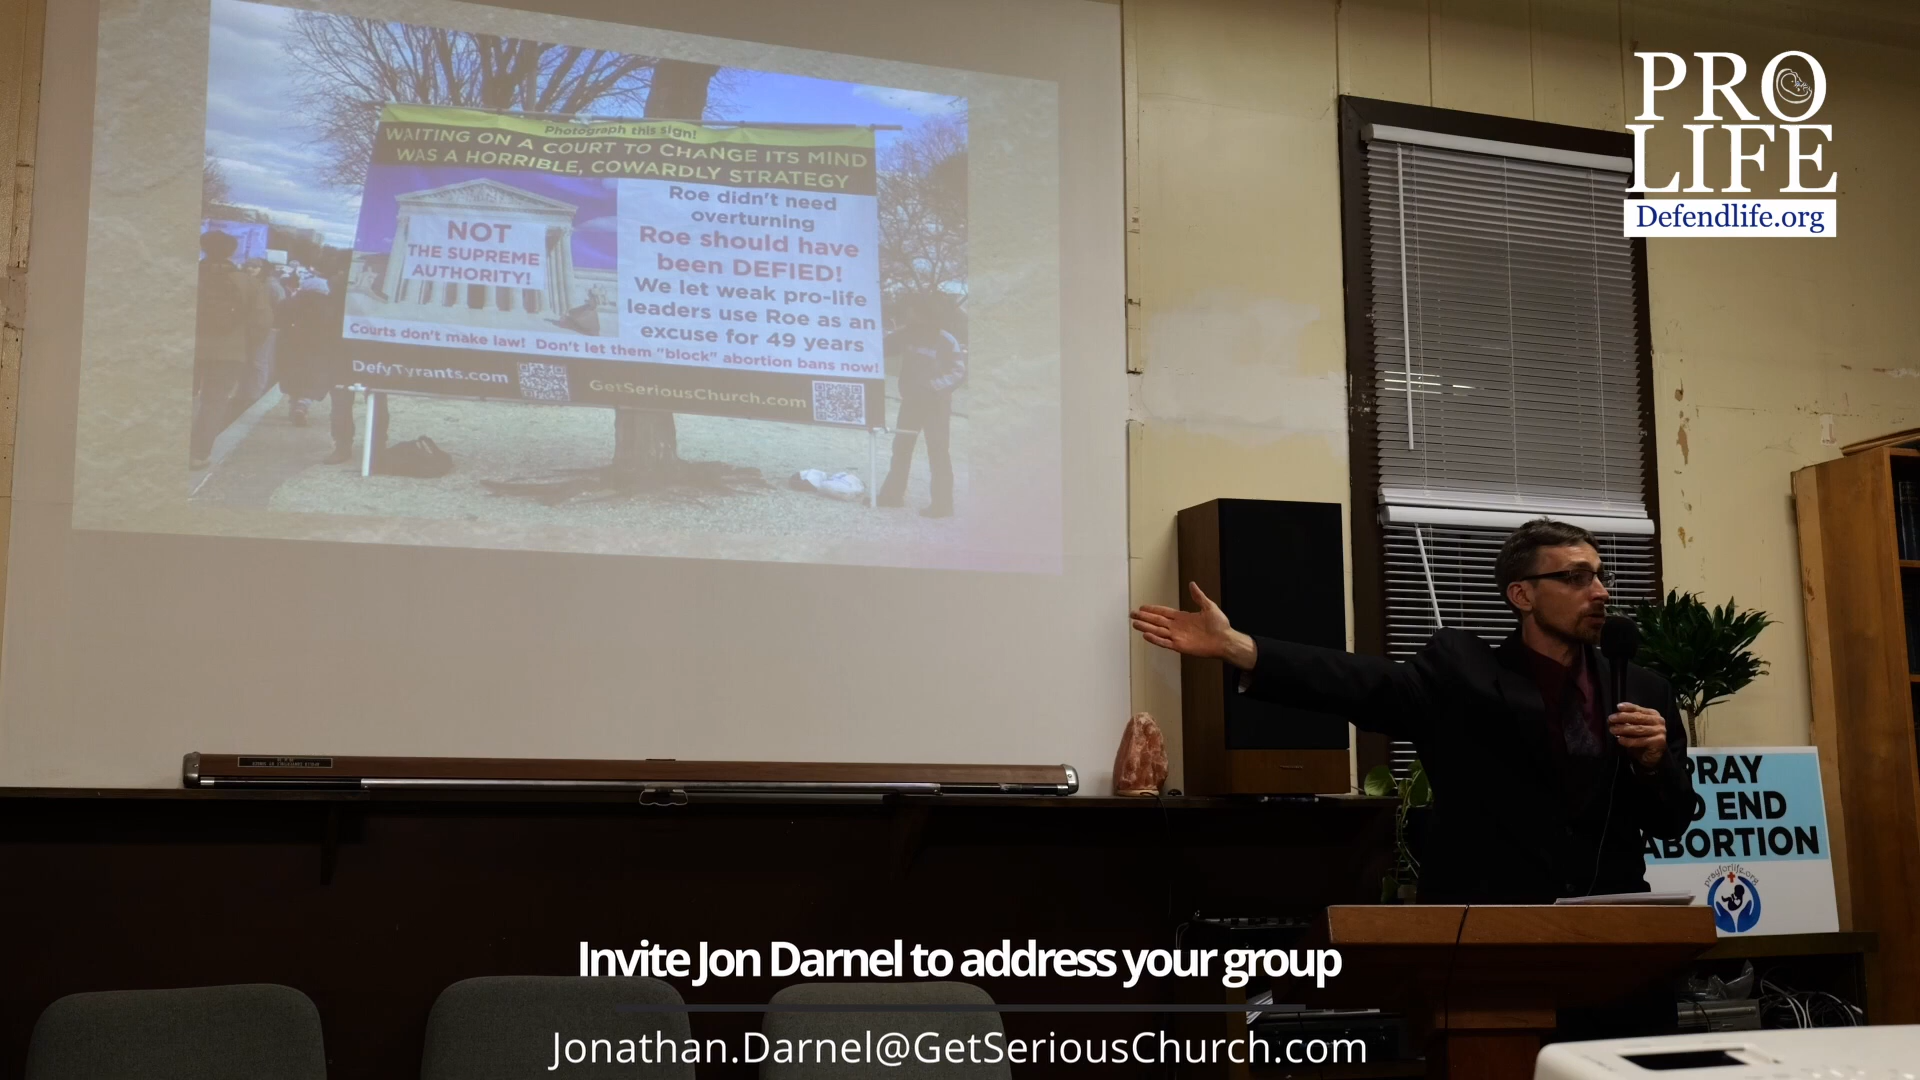 Photograph this sign!
WAITING ON A COURT TO CHANGE ITS MIND
WAS A HORRIBLE, COWARDLY STRATEGY
NOT
THE SUPREME
AUTHORITY!
Roe didn't need
overturning
Roe should have
been DEFIED!
We let weak pro-life
leaders use Roe as an
excuse for 49 years
Courts don't make law! Don't let them "block" abortion bans now!
DefyTyrants.com
GetSeriousChurch.com
PRO
LIFE
Defendlife.org
PRAY
TO END
ABORTION
prayforlife.org
Invite Jon Darnel to address your group
Jonathan.Darnel@GetSeriousChurch.com